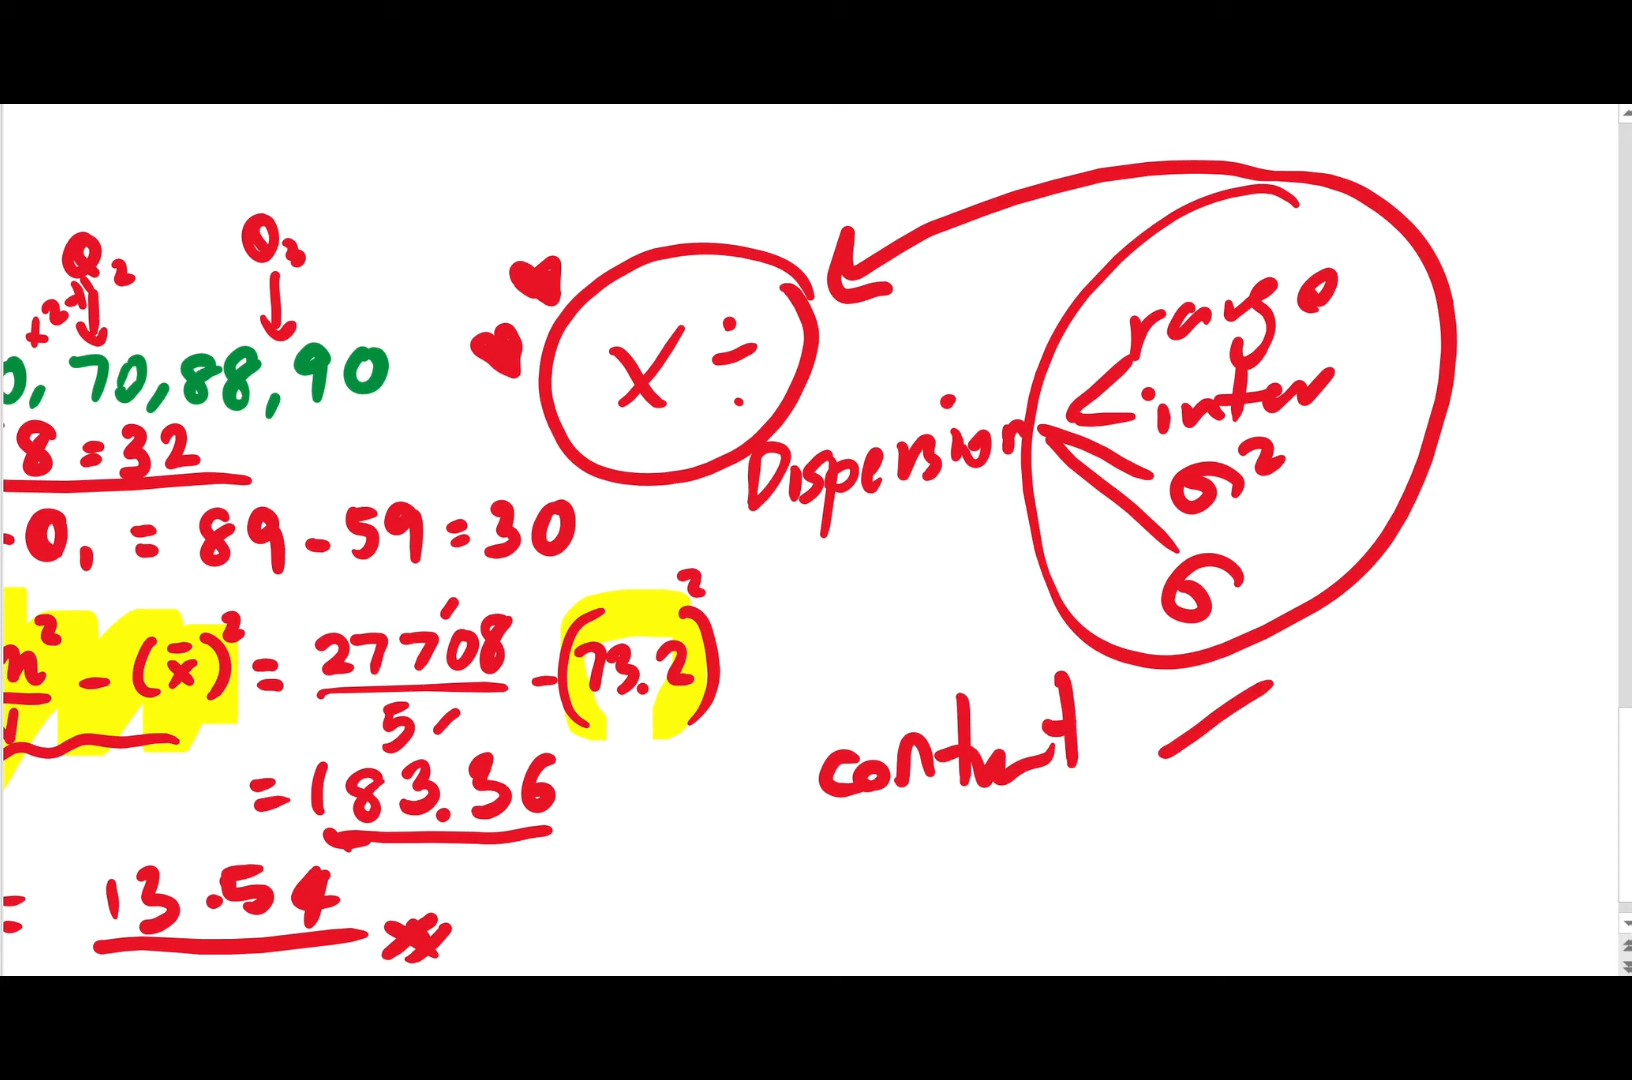 Q2 Q3
0, 70, 88, 90
8 = 32
-Q1 = 89 - 59 = 30
x² - (x̄)² = 27708/5 - (73.2)²
= 183.36
= 13.54
x ÷
Dispersion
range
inter
σ²
σ